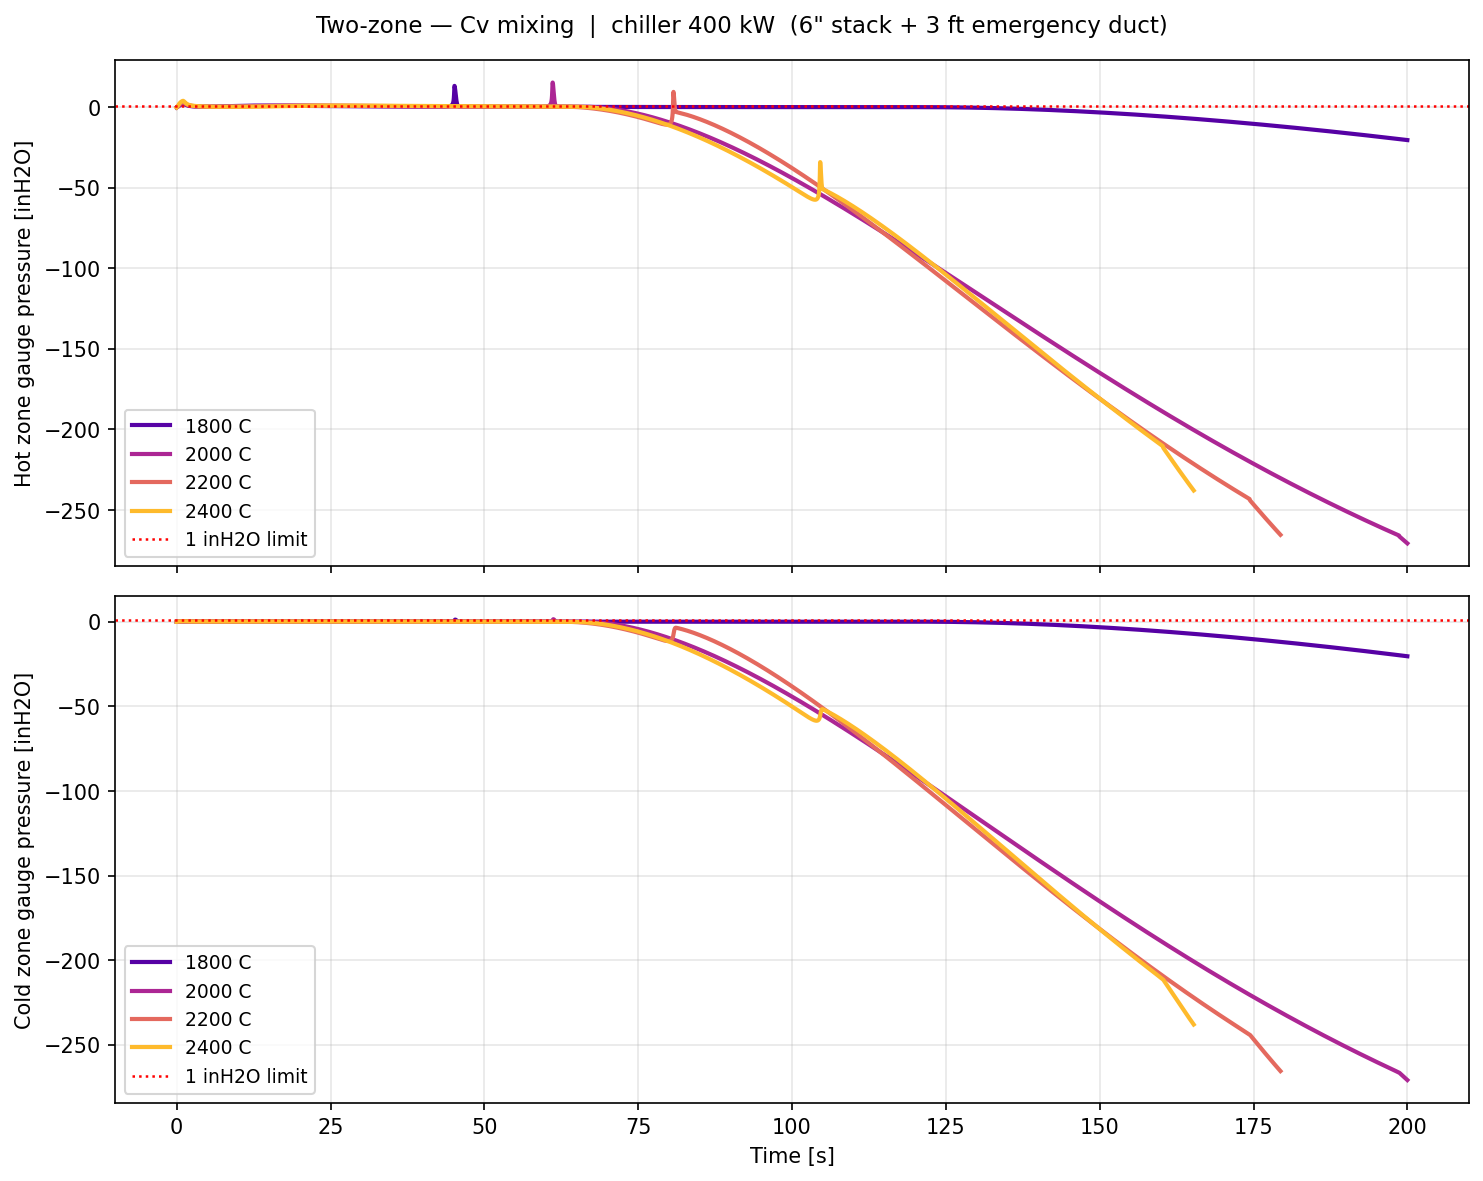 Two-zone — Cv mixing | chiller 400 kW (6" stack + 3 ft emergency duct)
Hot zone gauge pressure [inH2O]
0
−50
−100
−150
−200
−250
1800 C
2000 C
2200 C
2400 C
1 inH2O limit
Cold zone gauge pressure [inH2O]
0
−50
−100
−150
−200
−250
1800 C
2000 C
2200 C
2400 C
1 inH2O limit
0 25 50 75 100 125 150 175 200
Time [s]